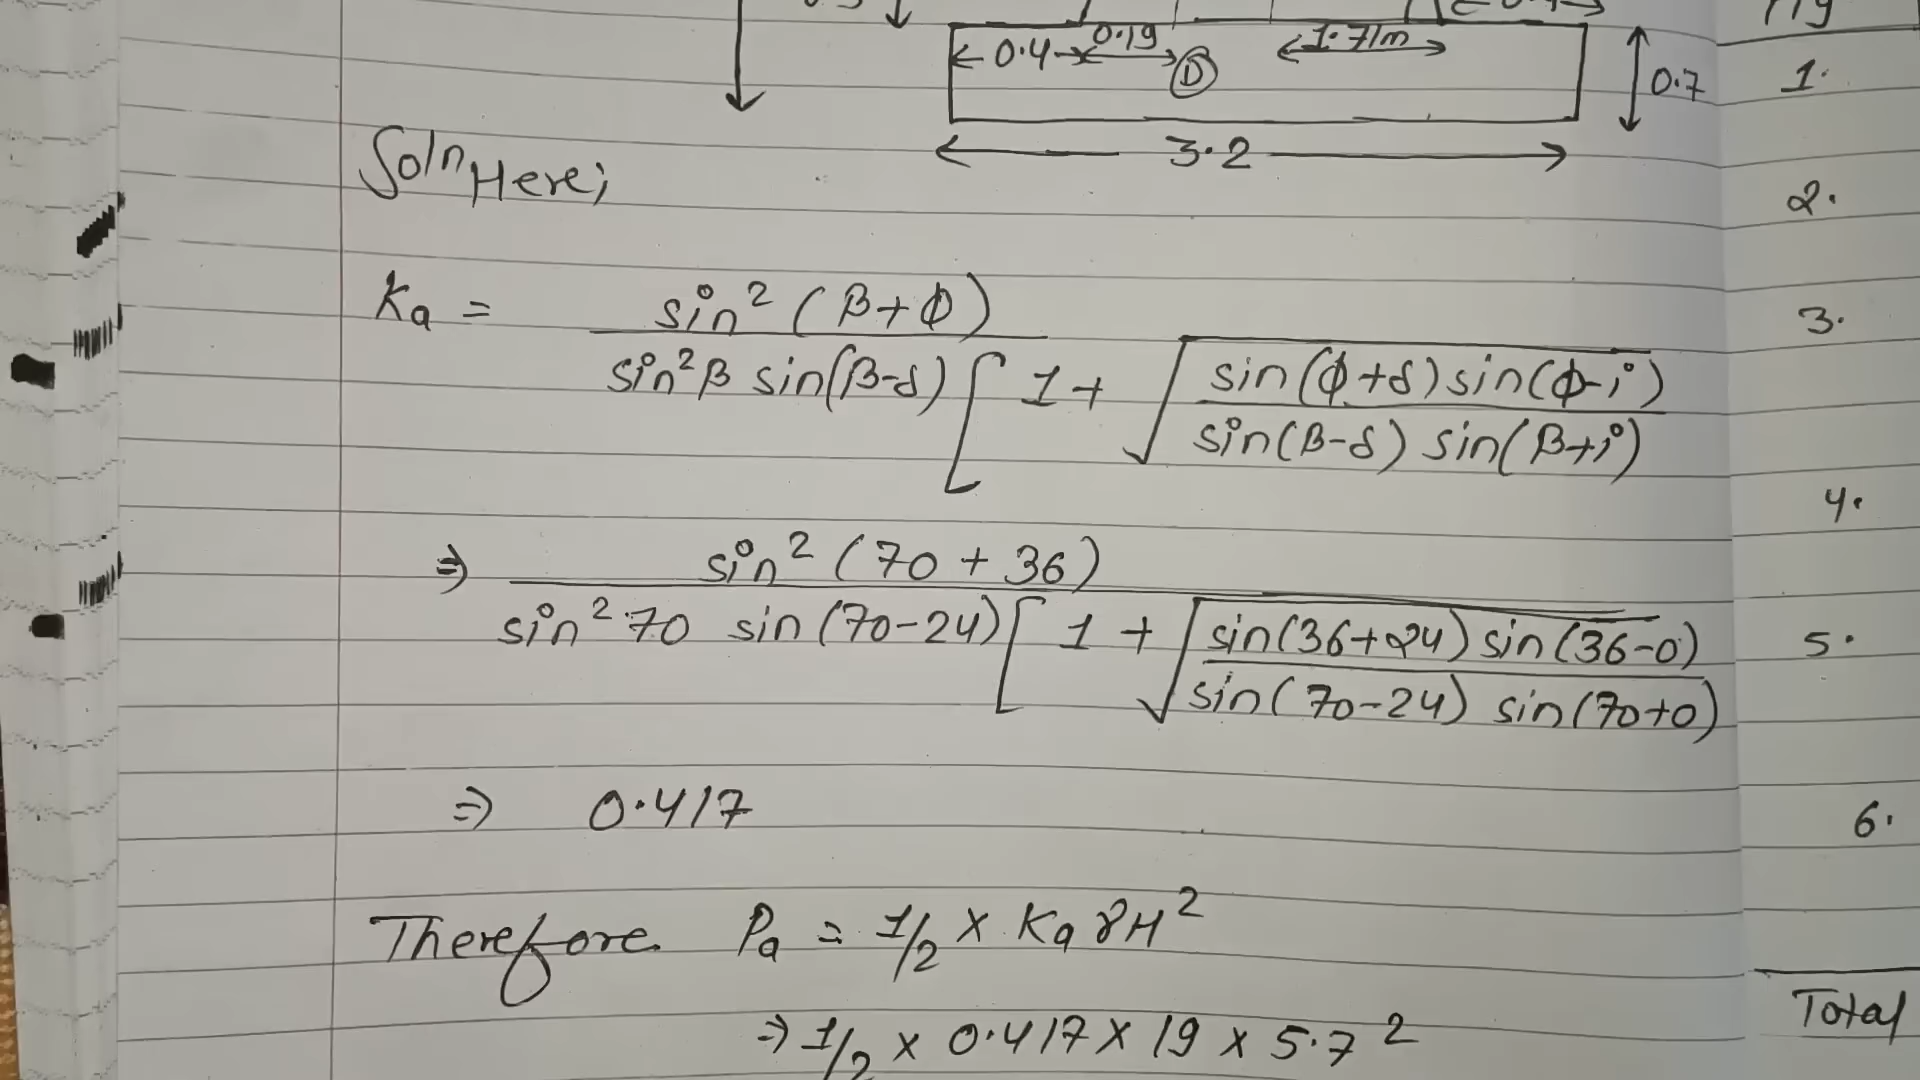 0.4 0.19 D 1.71m 0.7
3.2
Soln Here;
Ka = sin² (β+φ) / sin²β sin(β-δ) [ 1 + √ sin(φ+δ) sin(φ-i) / sin(β-δ) sin(β+i)
⇒ sin² (70 + 36) / sin² 70 sin (70-24) [ 1 + √ sin(36+24) sin (36-0) / sin(70-24) sin(70+0)
⇒ 0.417
Therefore Pa = 1/2 × Ka γH²
⇒ 1/2 × 0.417 × 19 × 5.7²
1.
2.
3.
4.
5.
6.
Total